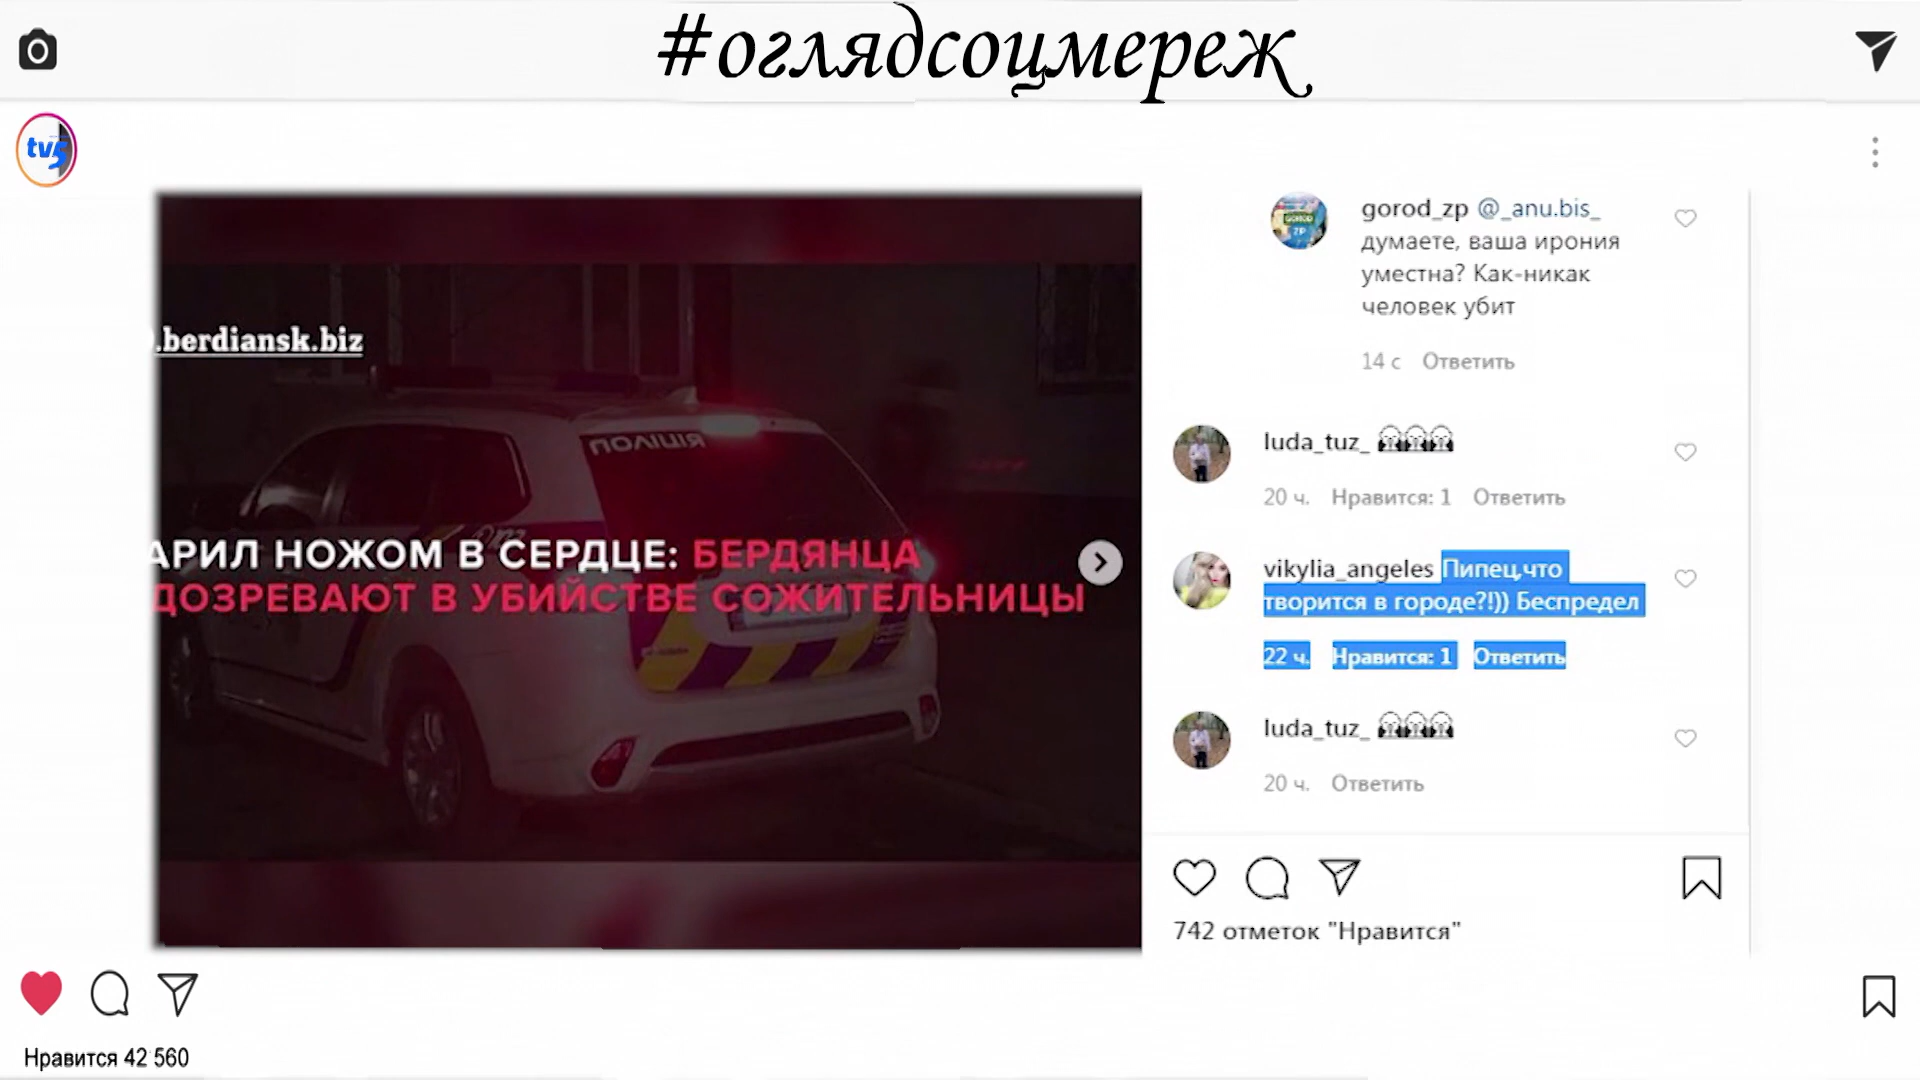 #оглядсоцмереж
tv5
.berdiansk.biz
ПОЛІЦІЯ
АРИЛ НОЖОМ В СЕРДЦЕ: БЕРДЯНЦА
ДОЗРЕВАЮТ В УБИЙСТВЕ СОЖИТЕЛЬНИЦЫ
GOROD
ZP
gorod_zp @_anu.bis_
думаете, ваша ирония
уместна? Как-никак
человек убит
14 с Ответить
luda_tuz_
20 ч. Нравится: 1 Ответить
vikylia_angeles Пипец,что
творится в городе?!)) Беспредел
22 ч. Нравится: 1 Ответить
luda_tuz_
20 ч. Ответить
742 отметок "Нравится"
Нравится 42 560